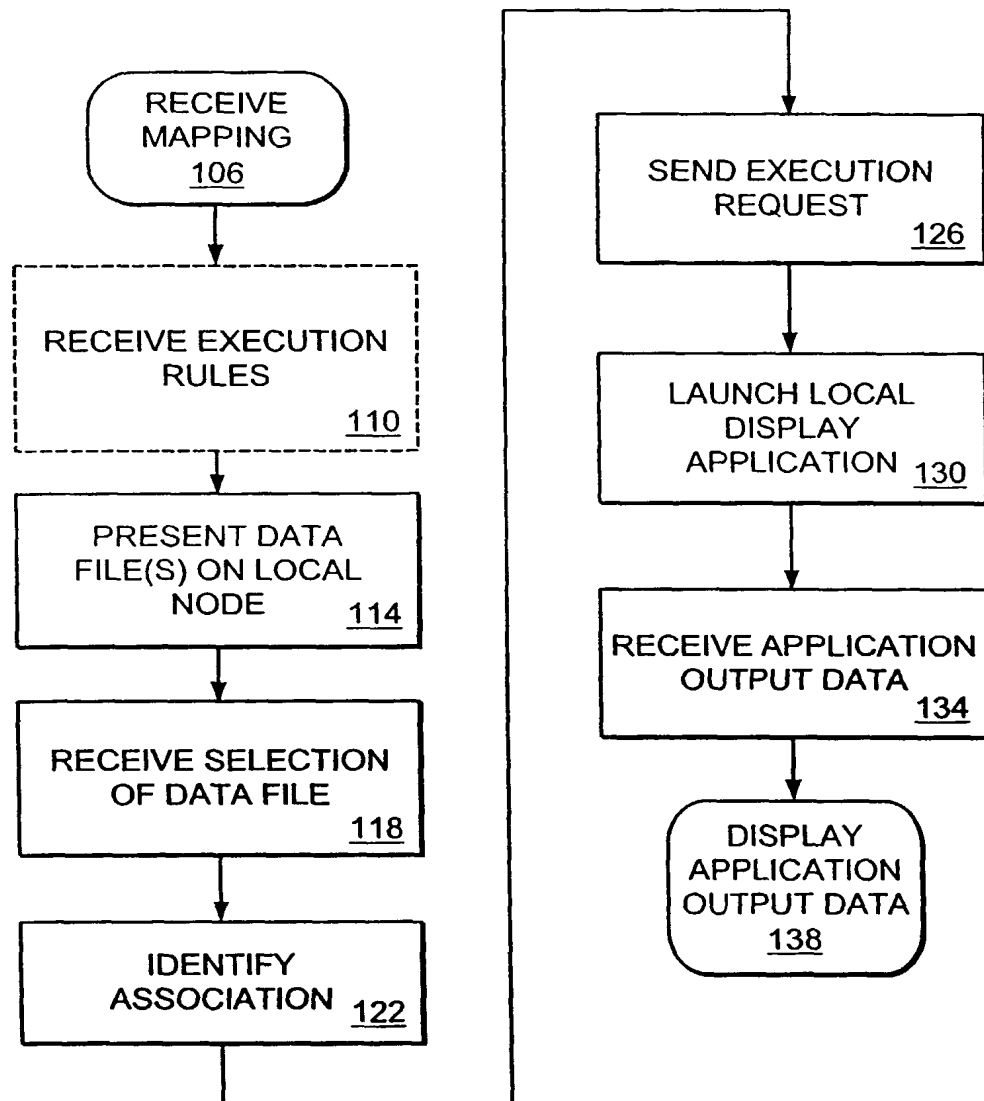 RECEIVE
MAPPING
106
RECEIVE EXECUTION
RULES
110
PRESENT DATA
FILE(S) ON LOCAL
NODE
114
RECEIVE SELECTION
OF DATA FILE
118
IDENTIFY
ASSOCIATION
122
SEND EXECUTION
REQUEST
126
LAUNCH LOCAL
DISPLAY
APPLICATION
130
RECEIVE APPLICATION
OUTPUT DATA
134
DISPLAY
APPLICATION
OUTPUT DATA
138